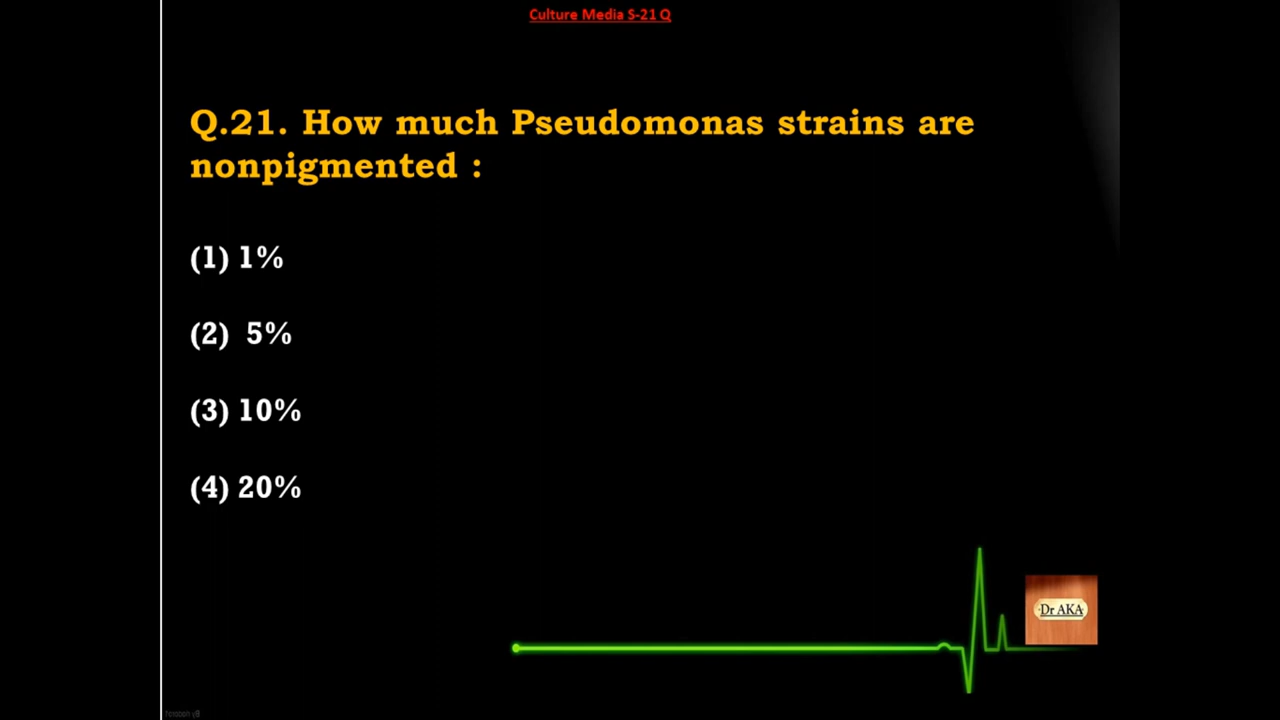 Culture Media S-21 Q
Q.21. How much Pseudomonas strains are
nonpigmented :
(1) 1%
(2) 5%
(3) 10%
(4) 20%
Dr AKA